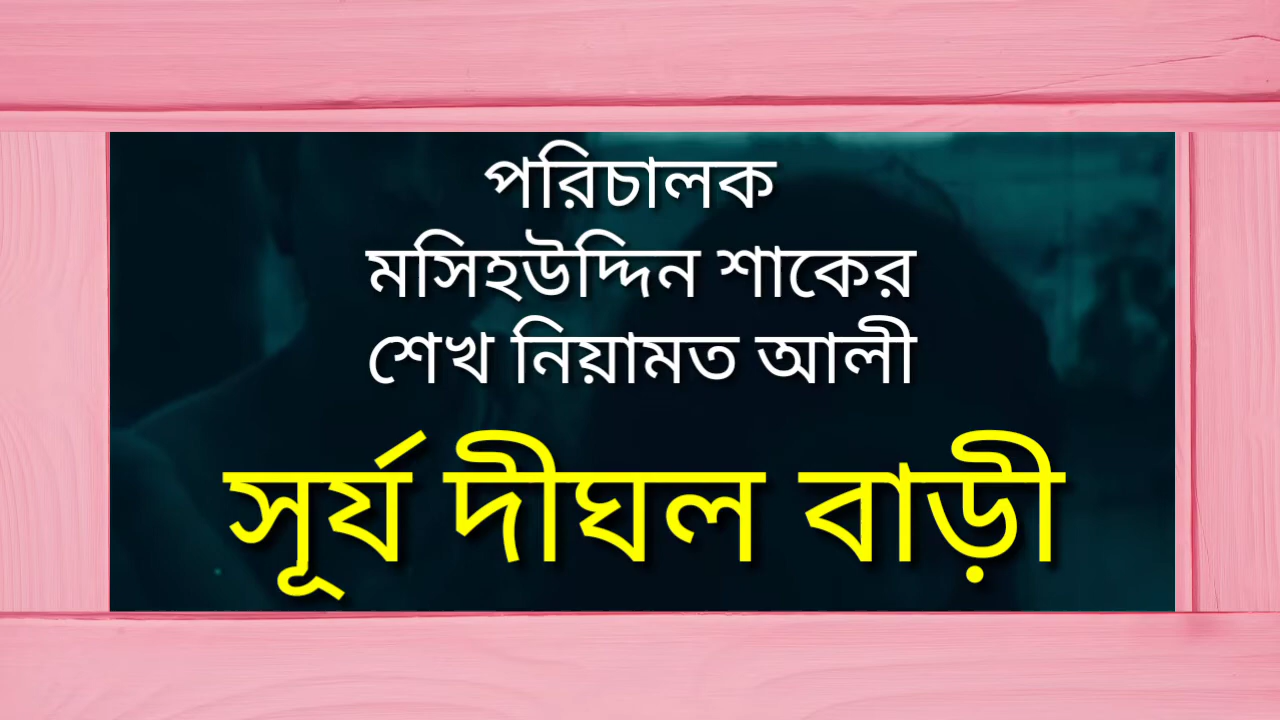 পরিচালক
মসিহউদ্দিন শাকের
শেখ নিয়ামত আলী
সূর্য দীঘল বাড়ী